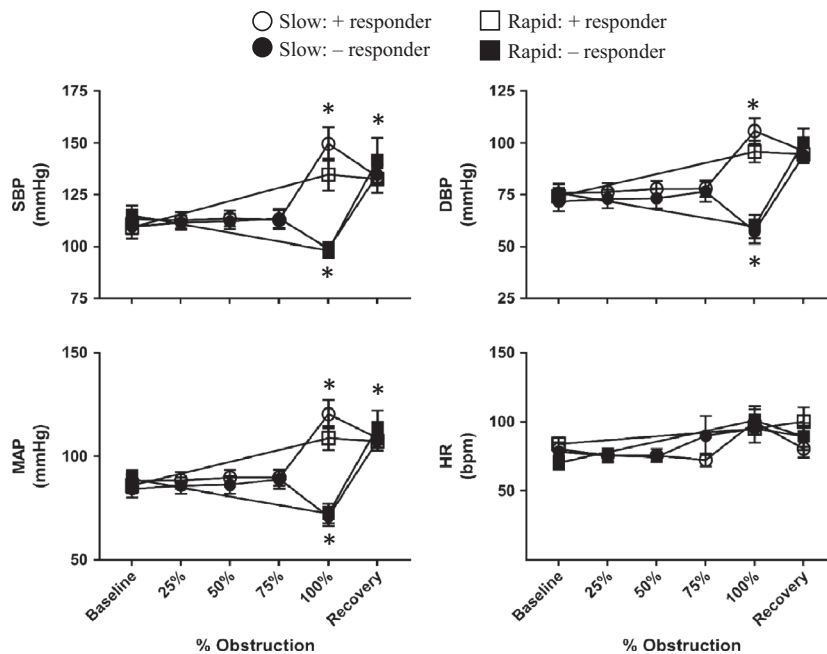 Slow: + responder
Rapid: + responder
Slow: – responder
Rapid: – responder
175
150
125
100
75
SBP
(mmHg)
*
*
*
125
100
75
50
25
DBP
(mmHg)
*
*
150
100
50
MAP
(mmHg)
*
*
*
Baseline
25%
50%
75%
100%
Recovery
% Obstruction
150
100
50
HR
(bpm)
Baseline
25%
50%
75%
100%
Recovery
% Obstruction